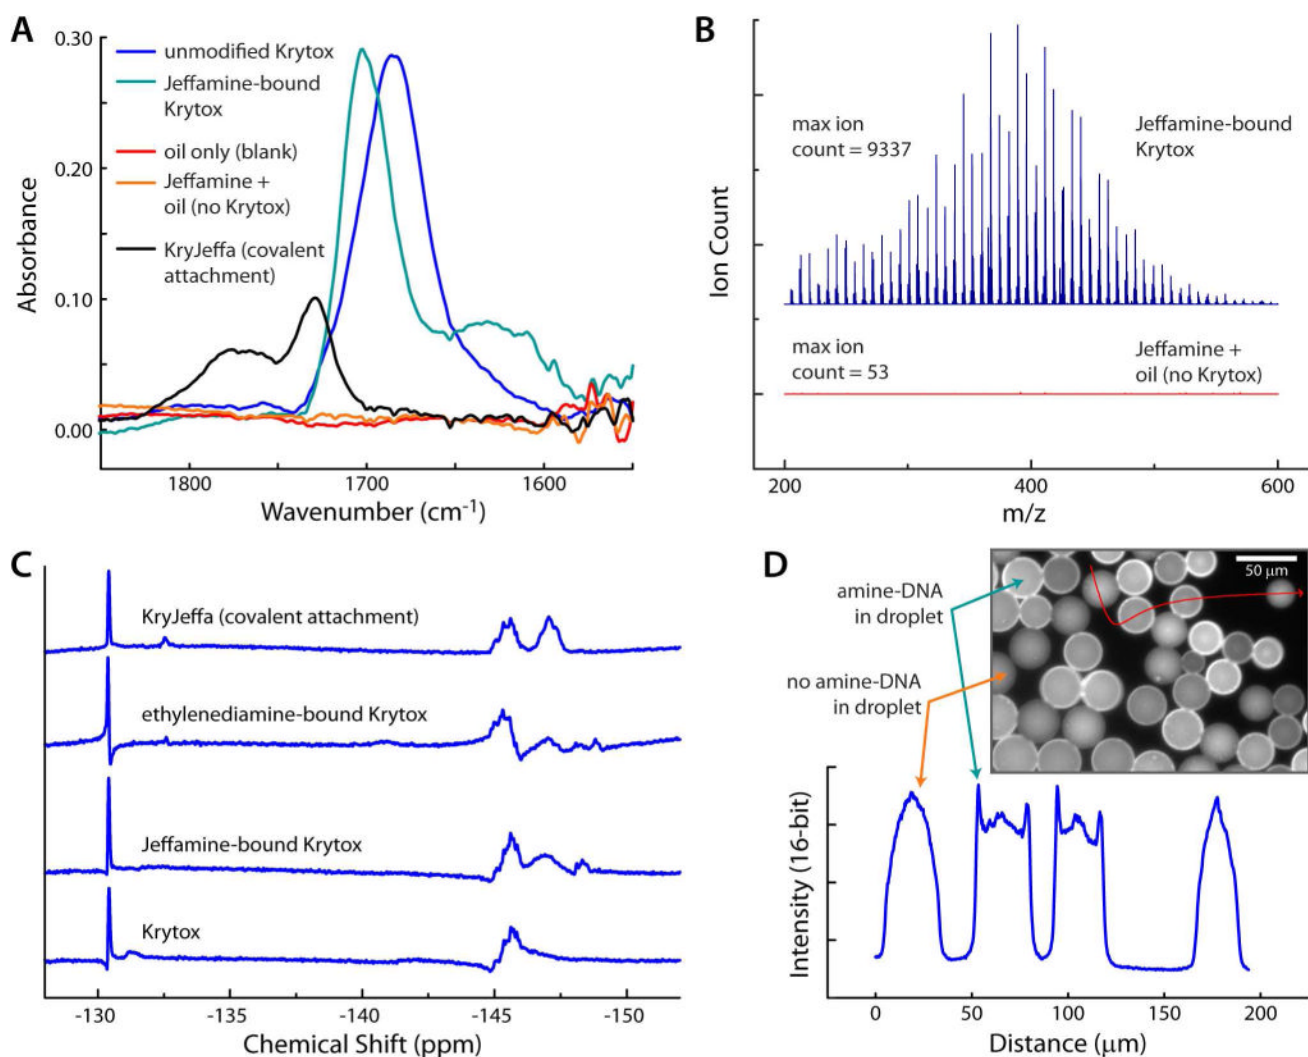 A
0.30
0.20
0.10
0.00
Absorbance
unmodified Krytox
Jeffamine-bound
Krytox
oil only (blank)
Jeffamine +
oil (no Krytox)
KryJeffa (covalent
attachment)
1800
1700
1600
Wavenumber (cm⁻¹)
B
Ion Count
max ion
count = 9337
Jeffamine-bound
Krytox
max ion
count = 53
Jeffamine +
oil (no Krytox)
200
400
600
m/z
C
KryJeffa (covalent attachment)
ethylenediamine-bound Krytox
Jeffamine-bound Krytox
Krytox
-130
-135
-140
-145
-150
Chemical Shift (ppm)
D
amine-DNA
in droplet
no amine-DNA
in droplet
50 μm
Intensity (16-bit)
0
50
100
150
200
Distance (μm)